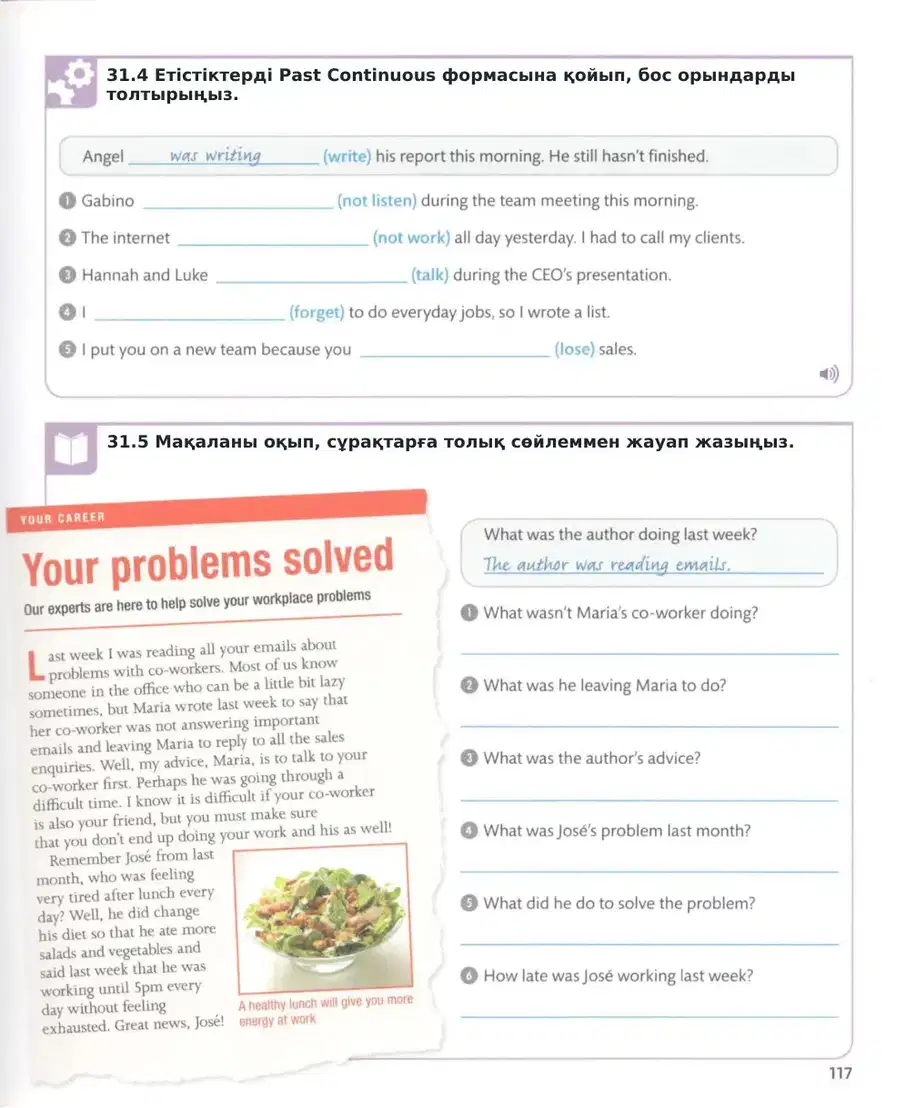 31.4 Етістіктерді Past Continuous формасына қойып, бос орындарды
толтырыңыз.
Angel was writing (write) his report this morning. He still hasn't finished.
1 Gabino (not listen) during the team meeting this morning.
2 The internet (not work) all day yesterday. I had to call my clients.
3 Hannah and Luke (talk) during the CEO's presentation.
4 I (forget) to do everyday jobs, so I wrote a list.
5 I put you on a new team because you (lose) sales.
31.5 Мақаланы оқып, сұрақтарға толық сөйлеммен жауап жазыңыз.
YOUR CAREER
Your problems solved
Our experts are here to help solve your workplace problems
Last week I was reading all your emails about
problems with co-workers. Most of us know
someone in the office who can be a little bit lazy
sometimes, but Maria wrote last week to say that
her co-worker was not answering important
emails and leaving Maria to reply to all the sales
enquiries. Well, my advice, Maria, is to talk to your
co-worker first. Perhaps he was going through a
difficult time. I know it is difficult if your co-worker
is also your friend, but you must make sure
that you don't end up doing your work and his as well!
Remember José from last
month, who was feeling
very tired after lunch every
day? Well, he did change
his diet so that he ate more
salads and vegetables and
said last week that he was
working until 5pm every
day without feeling
exhausted. Great news, José!
A healthy lunch will give you more
energy at work
What was the author doing last week?
The author was reading emails.
1 What wasn't Maria's co-worker doing?
2 What was he leaving Maria to do?
3 What was the author's advice?
4 What was José's problem last month?
5 What did he do to solve the problem?
6 How late was José working last week?
117